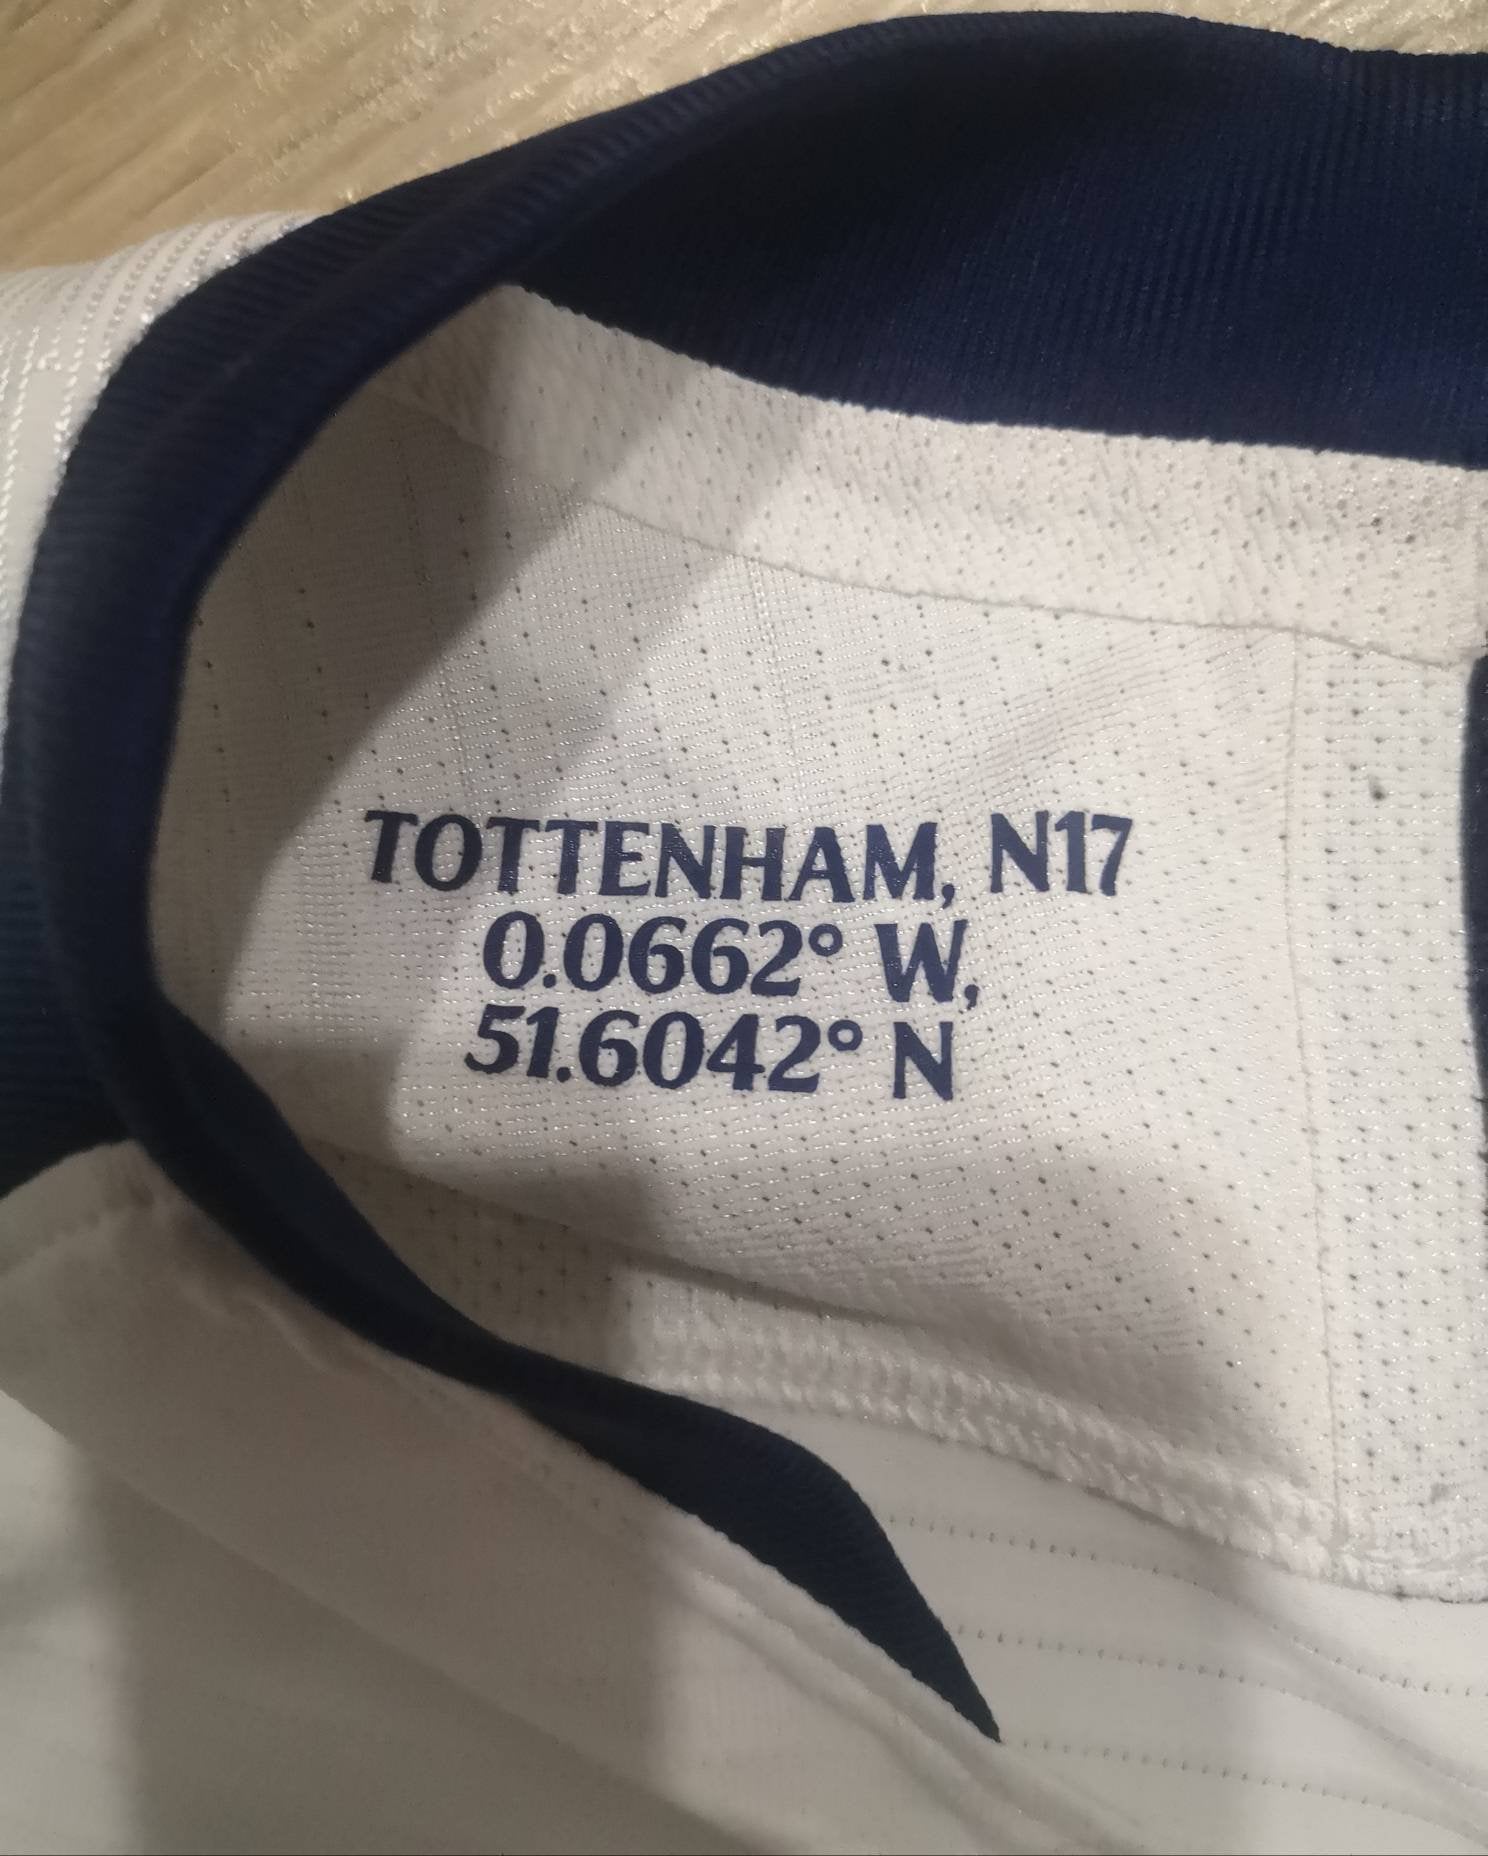 TOTTENHAM, N17
0.0662° W,
51.6042° N